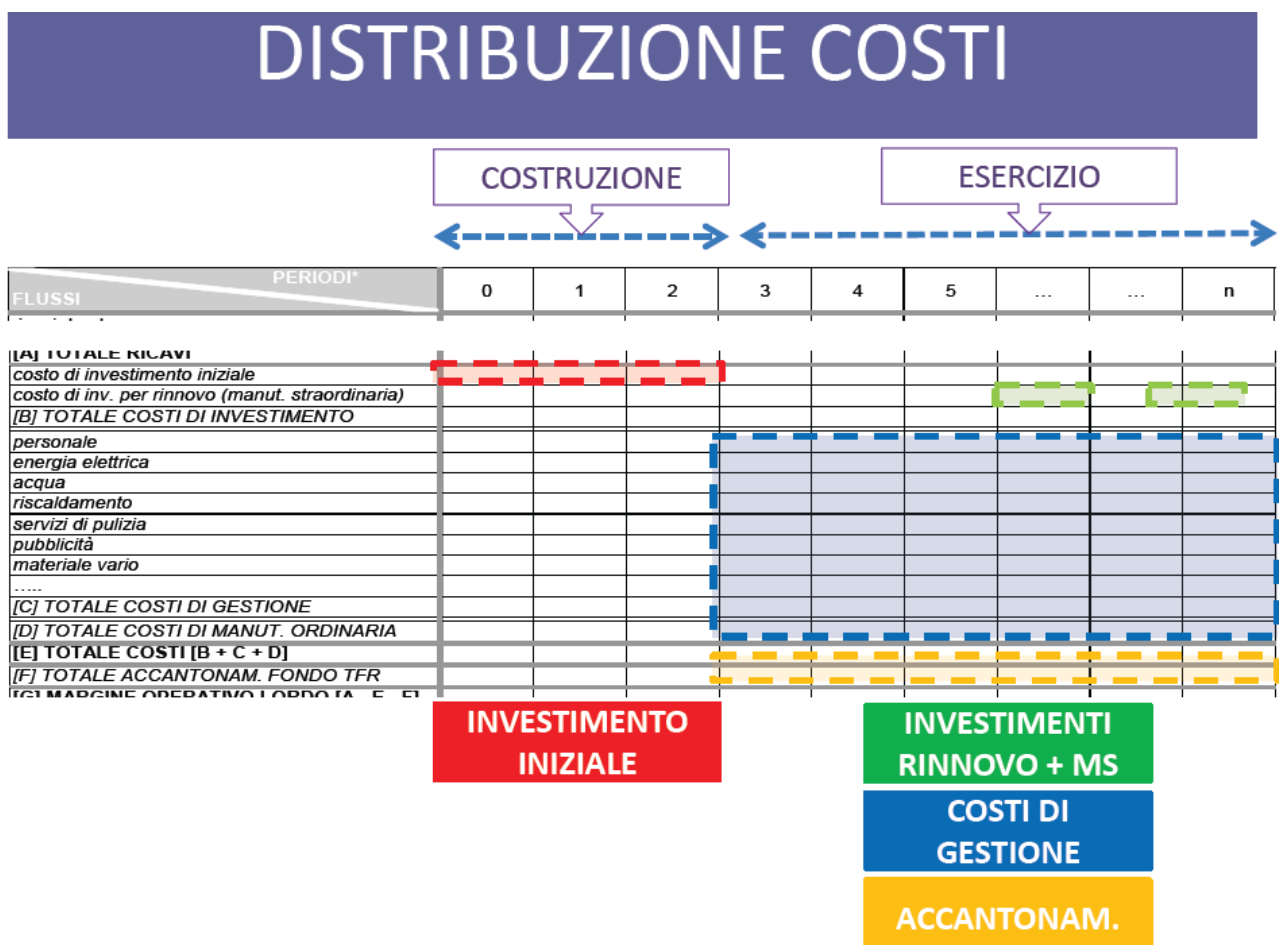 DISTRIBUZIONE COSTI
COSTRUZIONE
ESERCIZIO
PERIODI*
FLUSSI
0 1 2 3 4 5 ... ... n
[A] TOTALE RICAVI
costo di investimento iniziale
costo di inv. per rinnovo (manut. straordinaria)
[B] TOTALE COSTI DI INVESTIMENTO
personale
energia elettrica
acqua
riscaldamento
servizi di pulizia
pubblicità
materiale vario
.....
[C] TOTALE COSTI DI GESTIONE
[D] TOTALE COSTI DI MANUT. ORDINARIA
[E] TOTALE COSTI [B + C + D]
[F] TOTALE ACCANTONAM. FONDO TFR
[G] MARGINE OPERATIVO LORDO [A - E - F]
INVESTIMENTO
INIZIALE
INVESTIMENTI
RINNOVO + MS
COSTI DI
GESTIONE
ACCANTONAM.